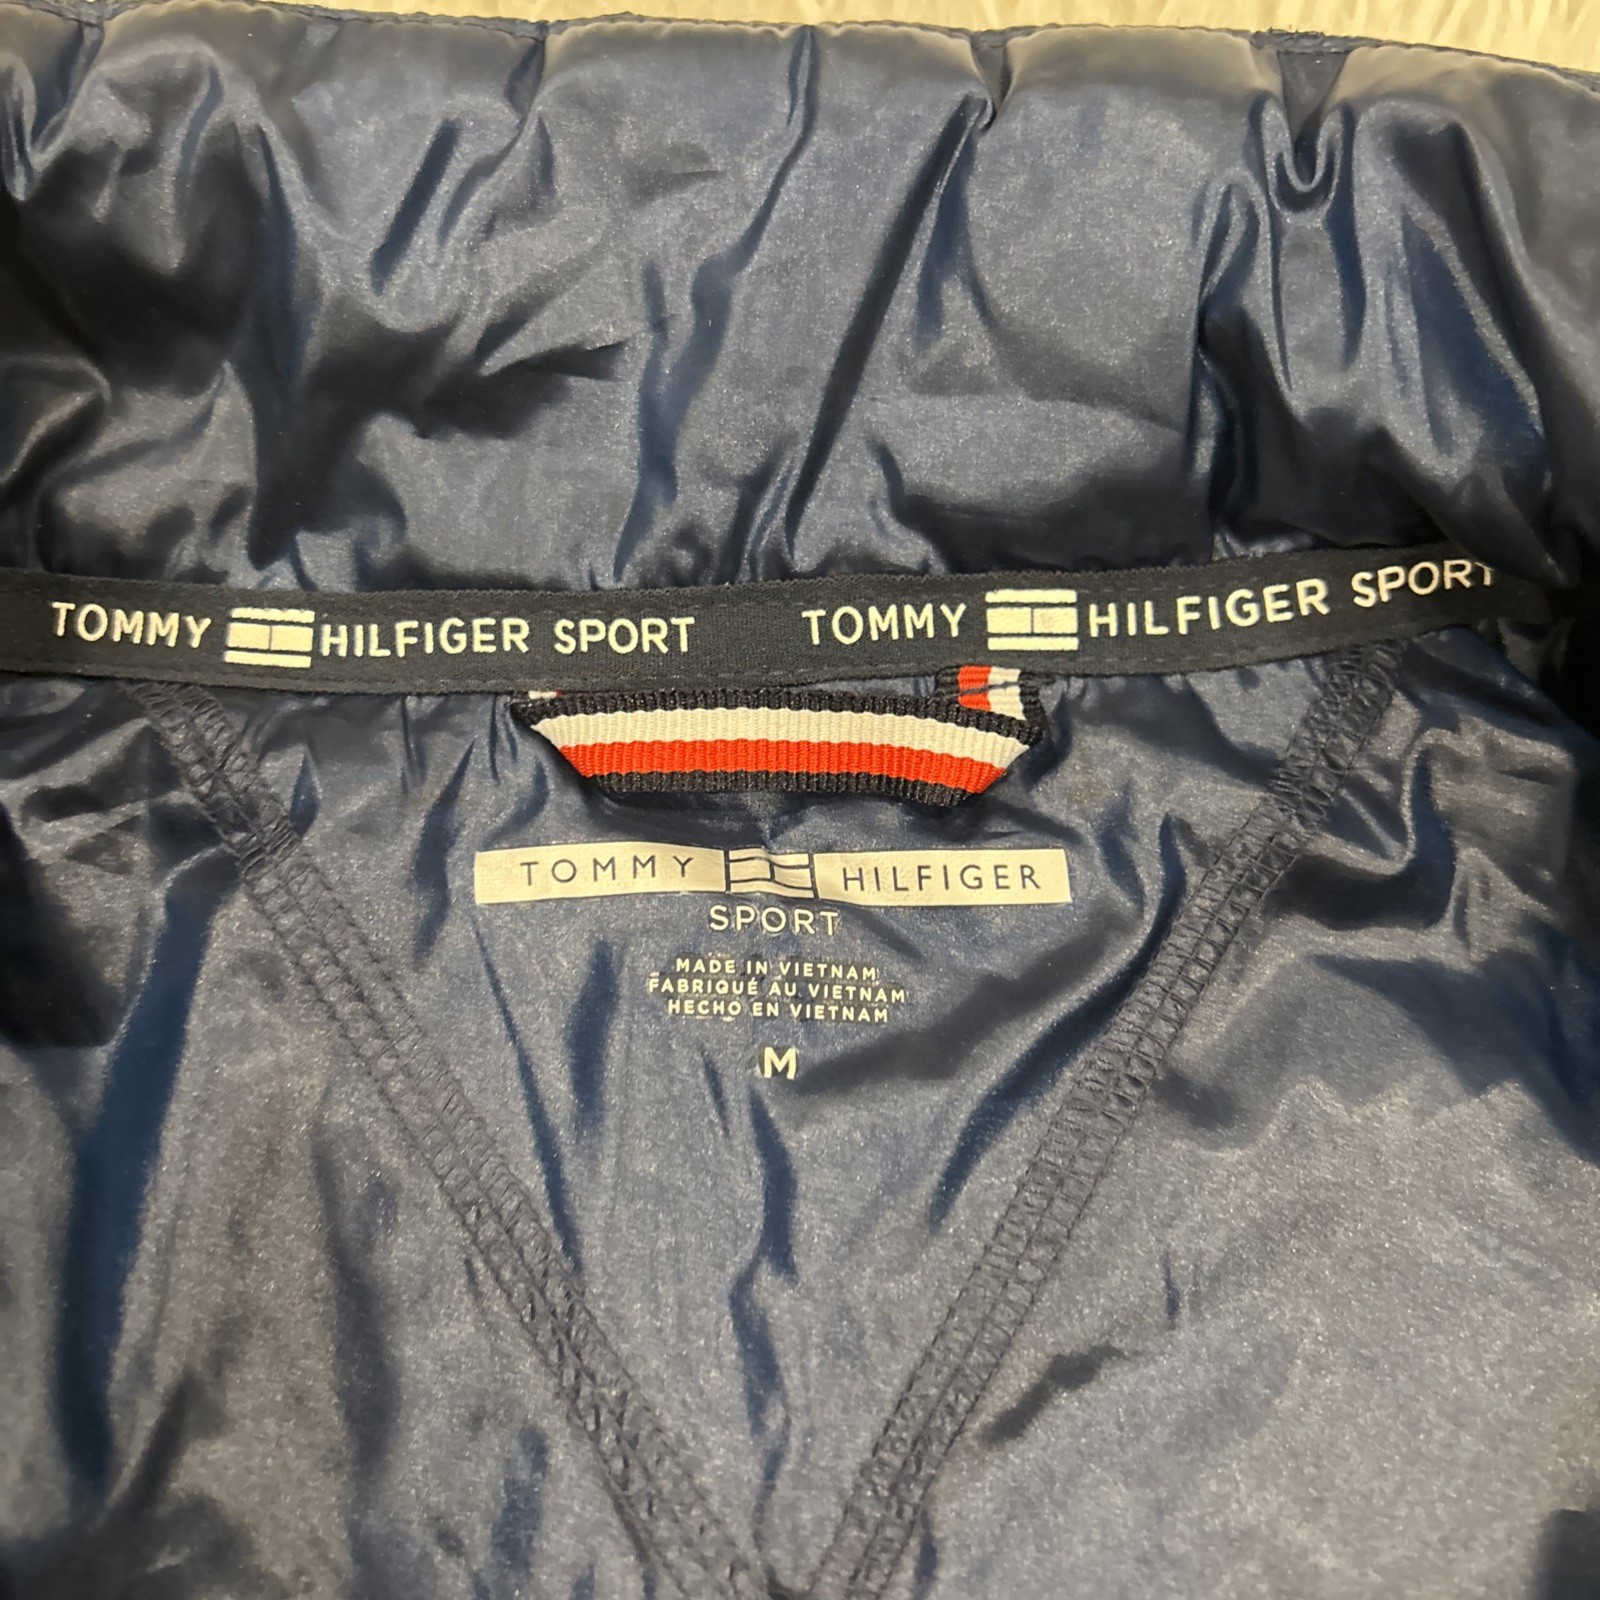 TOMMY HILFIGER SPORT TOMMY HILFIGER SPORT
TOMMY HILFIGER
SPORT
MADE IN VIETNAM
FABRIQUÉ AU VIETNAM
HECHO EN VIETNAM
M